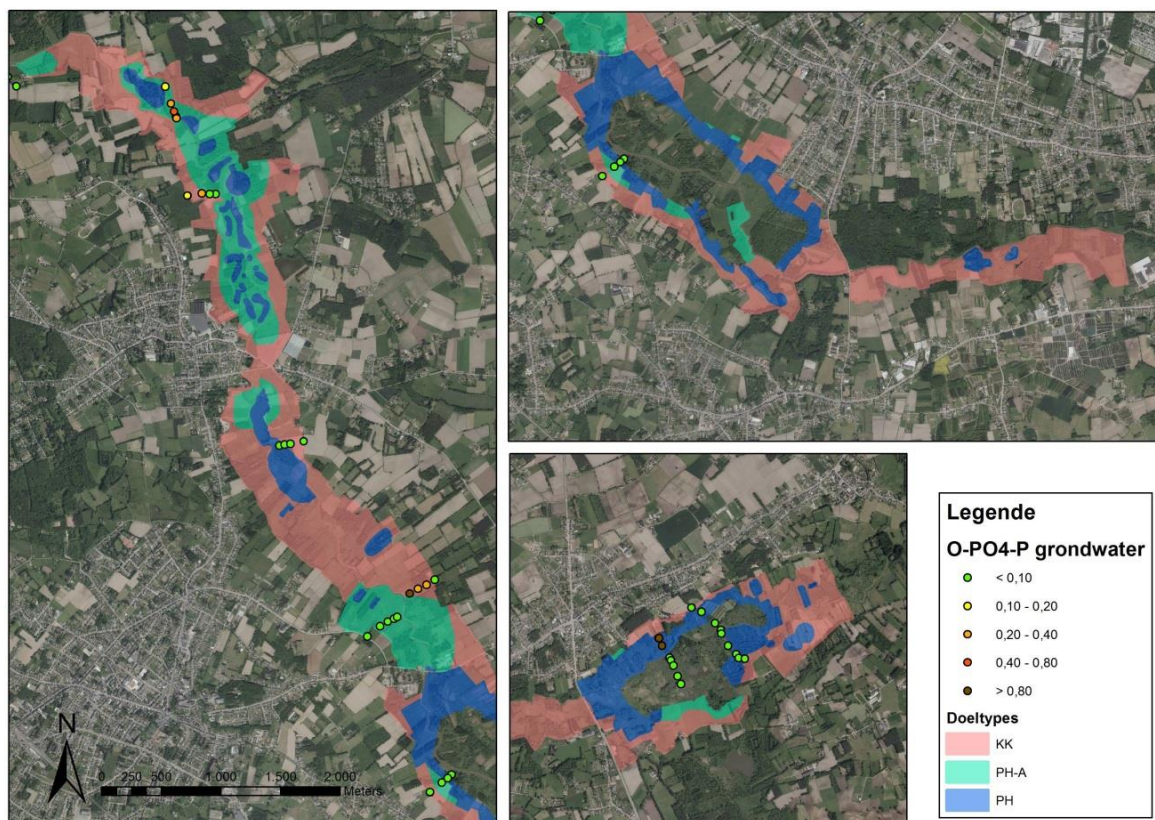 N
0 250 500 1.000 1.500 2.000
Meters
Legende
O-PO4-P grondwater
< 0,10
0,10 - 0,20
0,20 - 0,40
0,40 - 0,80
> 0,80
Doeltypes
KK
PH-A
PH